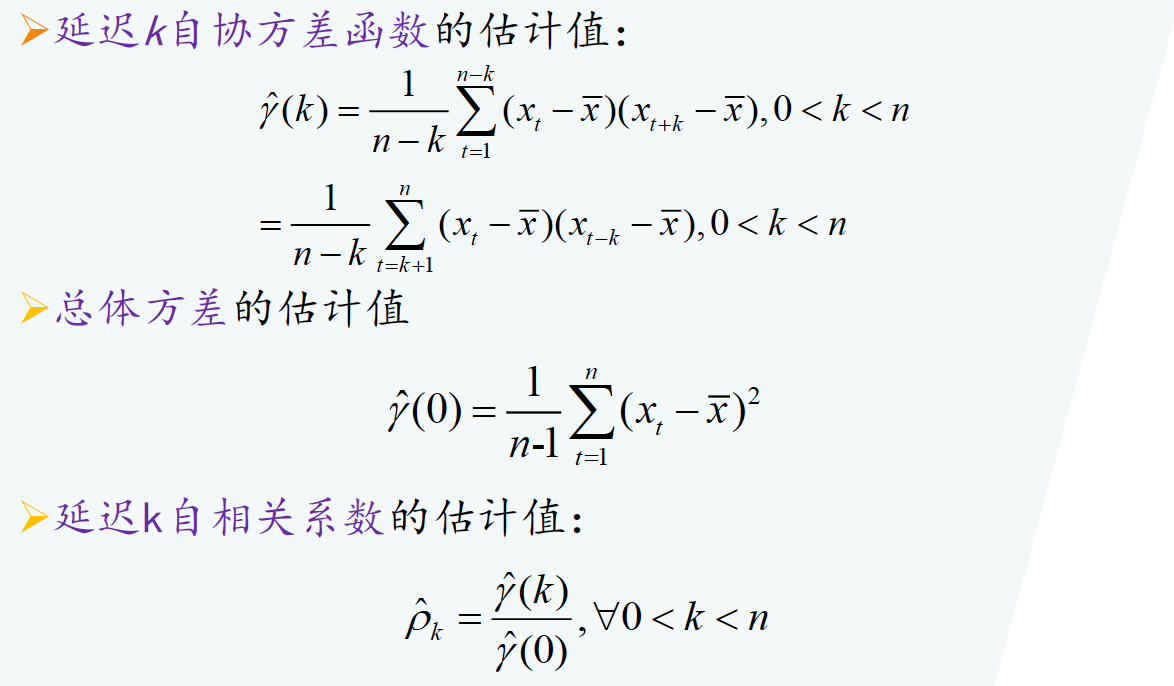 ➢延迟k自协方差函数的估计值：
γ̂(k) = 1/(n−k) ∑_{t=1}^{n−k} (x_t − x̄)(x_{t+k} − x̄), 0 < k < n
= 1/(n−k) ∑_{t=k+1}^{n} (x_t − x̄)(x_{t−k} − x̄), 0 < k < n
➢总体方差的估计值
γ̂(0) = 1/(n-1) ∑_{t=1}^{n} (x_t − x̄)²
➢延迟k自相关系数的估计值：
ρ̂_k = γ̂(k)/γ̂(0), ∀0 < k < n